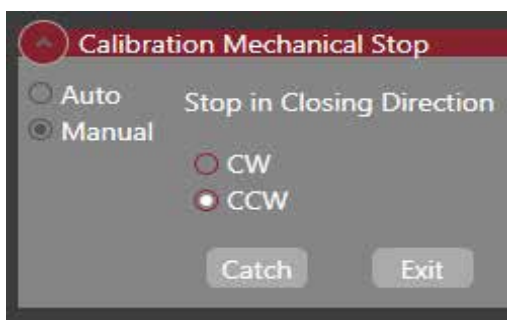 Calibration Mechanical Stop
Auto
Manual
Stop in Closing Direction
CW
CCW
Catch
Exit